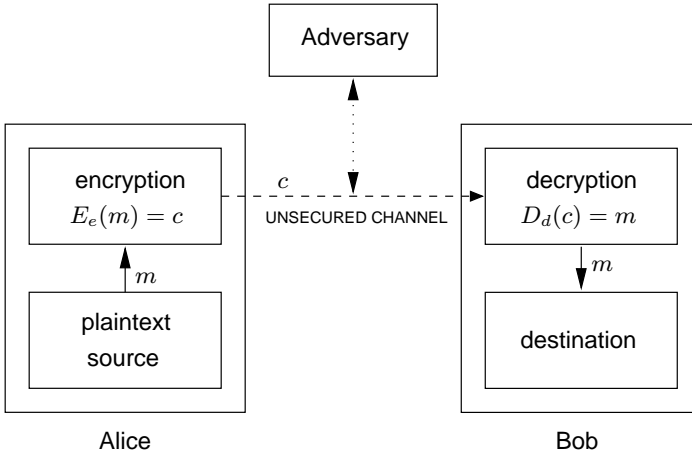 Adversary
encryption
E_e(m) = c
c
UNSECURED CHANNEL
decryption
D_d(c) = m
m
m
plaintext
source
destination
Alice
Bob